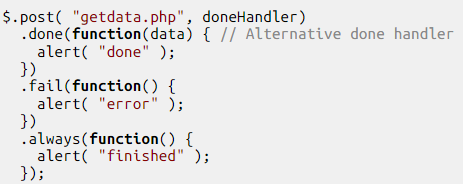 $.post( "getdata.php", doneHandler)
  .done(function(data) { // Alternative done handler
    alert( "done" );
  })
  .fail(function() {
    alert( "error" );
  })
  .always(function() {
    alert( "finished" );
  });